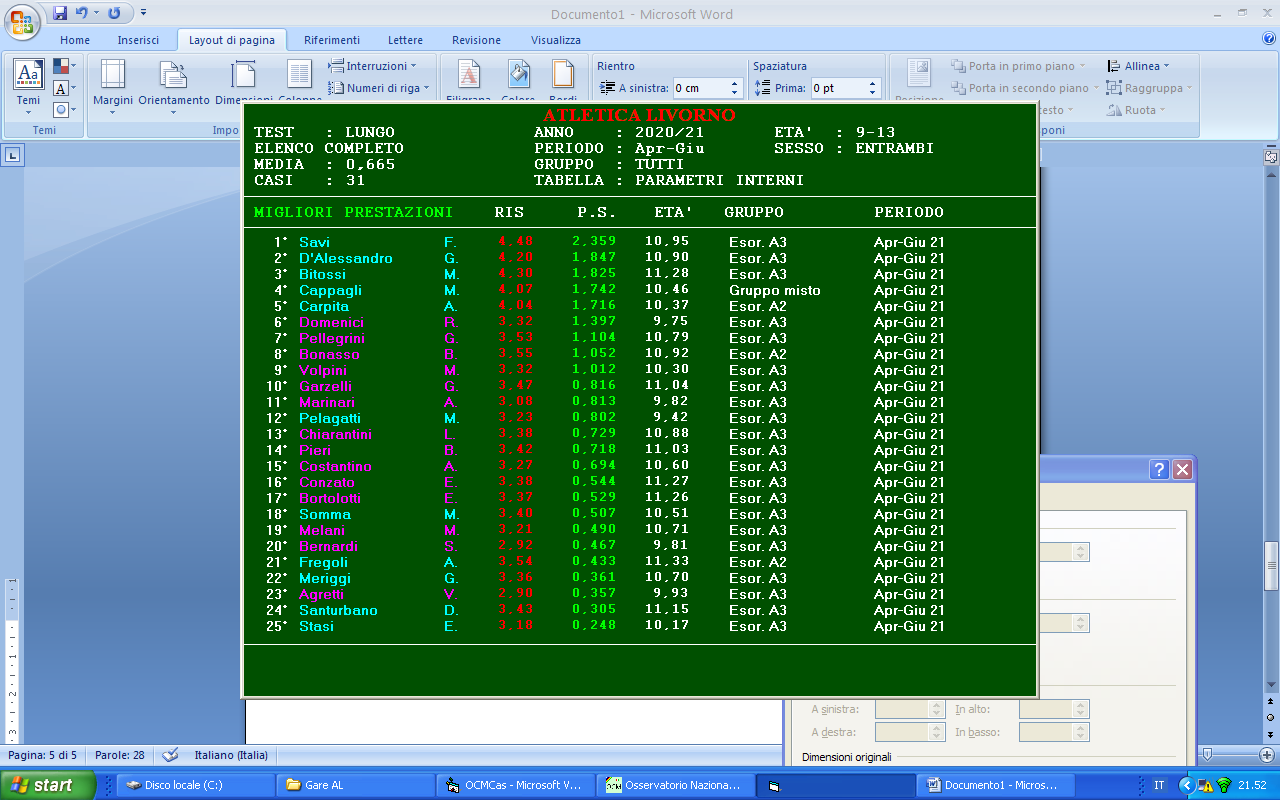 Documento1 - Microsoft Word
Home Inserisci Layout di pagina Riferimenti Lettere Revisione Visualizza
Interruzioni Rientro Spaziatura Porta in primo piano Allinea
Temi Margini Orientamento Dimensioni Colonne Numeri di riga Filigrana Colore Bordi A sinistra: 0 cm Prima: 0 pt Posizione Porta in secondo piano Raggruppa
Ruota
Temi
ATLETICA LIVORNO
TEST : LUNGO ANNO : 2020/21 ETA' : 9-13
ELENCO COMPLETO PERIODO : Apr-Giu SESSO : ENTRAMBI
MEDIA : 0,665 GRUPPO : TUTTI
CASI : 31 TABELLA : PARAMETRI INTERNI
MIGLIORI PRESTAZIONI RIS P.S. ETA' GRUPPO PERIODO
1° Savi F. 4,48 2,359 10,95 Esor. A3 Apr-Giu 21
2° D'Alessandro G. 4,20 1,847 10,90 Esor. A3 Apr-Giu 21
3° Bitossi M. 4,30 1,825 11,28 Esor. A3 Apr-Giu 21
4° Cappagli M. 4,07 1,742 10,46 Gruppo misto Apr-Giu 21
5° Carpita A. 4,04 1,716 10,37 Esor. A2 Apr-Giu 21
6° Domenici R. 3,32 1,397 9,75 Esor. A3 Apr-Giu 21
7° Pellegrini G. 3,53 1,104 10,79 Esor. A3 Apr-Giu 21
8° Bonasso B. 3,55 1,052 10,92 Esor. A2 Apr-Giu 21
9° Volpini M. 3,32 1,012 10,30 Esor. A3 Apr-Giu 21
10° Garzelli G. 3,47 0,816 11,04 Esor. A3 Apr-Giu 21
11° Marinari A. 3,08 0,813 9,82 Esor. A3 Apr-Giu 21
12° Pelagatti M. 3,23 0,802 9,42 Esor. A3 Apr-Giu 21
13° Chiarantini L. 3,38 0,729 10,88 Esor. A3 Apr-Giu 21
14° Pieri B. 3,42 0,718 11,03 Esor. A3 Apr-Giu 21
15° Costantino A. 3,27 0,694 10,60 Esor. A3 Apr-Giu 21
16° Conzato E. 3,38 0,544 11,27 Esor. A3 Apr-Giu 21
17° Bortolotti E. 3,37 0,529 11,26 Esor. A3 Apr-Giu 21
18° Somma M. 3,40 0,507 10,51 Esor. A3 Apr-Giu 21
19° Melani M. 3,21 0,490 10,71 Esor. A3 Apr-Giu 21
20° Bernardi S. 2,92 0,467 9,81 Esor. A3 Apr-Giu 21
21° Fregoli A. 3,54 0,433 11,33 Esor. A2 Apr-Giu 21
22° Meriggi G. 3,36 0,361 10,70 Esor. A3 Apr-Giu 21
23° Agretti V. 2,90 0,357 9,93 Esor. A3 Apr-Giu 21
24° Santurbano D. 3,43 0,305 11,15 Esor. A3 Apr-Giu 21
25° Stasi E. 3,18 0,248 10,17 Esor. A3 Apr-Giu 21
A sinistra: In alto:
A destra: In basso:
Dimensioni originali
Pagina: 5 di 5 Parole: 28 Italiano (Italia)
start Disco locale (C:) Gare AL OCMCas - Microsoft V... Osservatorio Naziona... Documento1 - Micros... IT 21.52